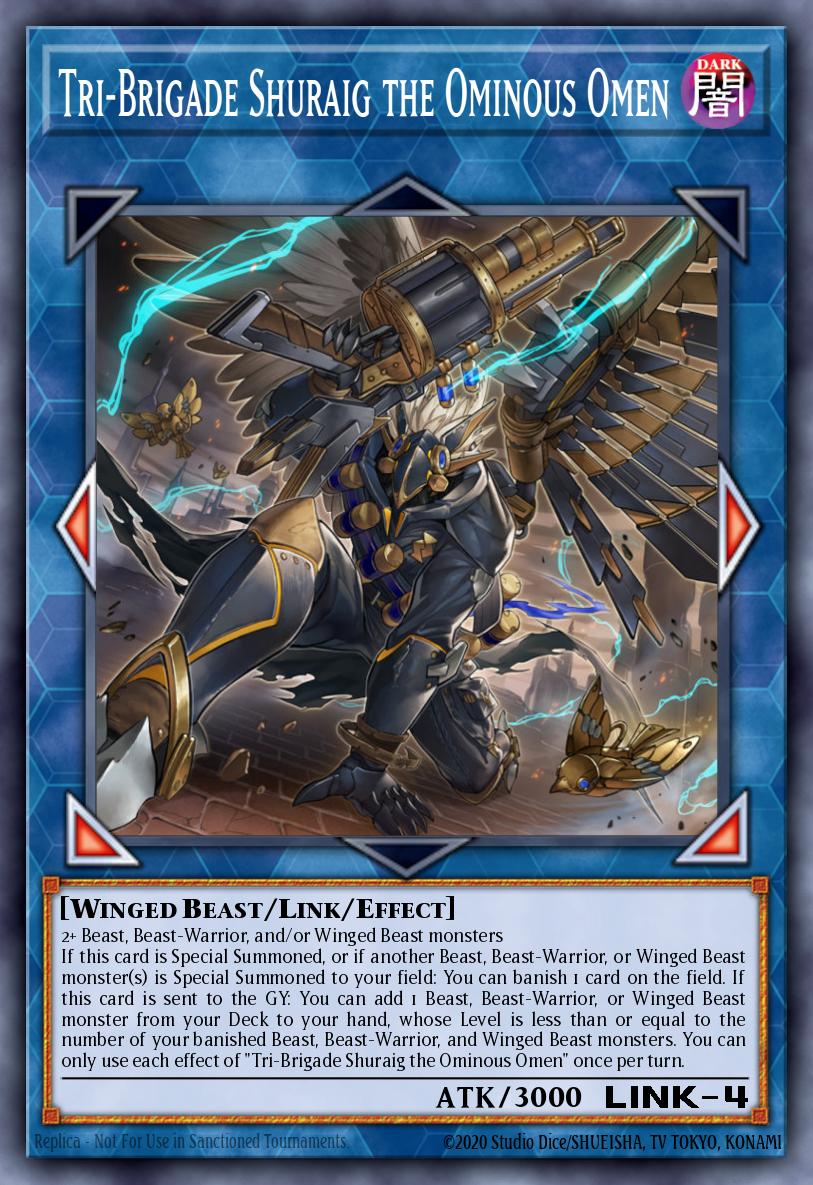 Tri-Brigade Shuraig the Ominous Omen
DARK
闇
[Winged Beast/Link/Effect]
2+ Beast, Beast-Warrior, and/or Winged Beast monsters
If this card is Special Summoned, or if another Beast, Beast-Warrior, or Winged Beast
monster(s) is Special Summoned to your field: You can banish 1 card on the field. If
this card is sent to the GY: You can add 1 Beast, Beast-Warrior, or Winged Beast
monster from your Deck to your hand, whose Level is less than or equal to the
number of your banished Beast, Beast-Warrior, and Winged Beast monsters. You can
only use each effect of "Tri-Brigade Shuraig the Ominous Omen" once per turn.
ATK/3000 LINK-4
Replica - Not For Use in Sanctioned Tournaments.
©2020 Studio Dice/SHUEISHA, TV TOKYO, KONAMI